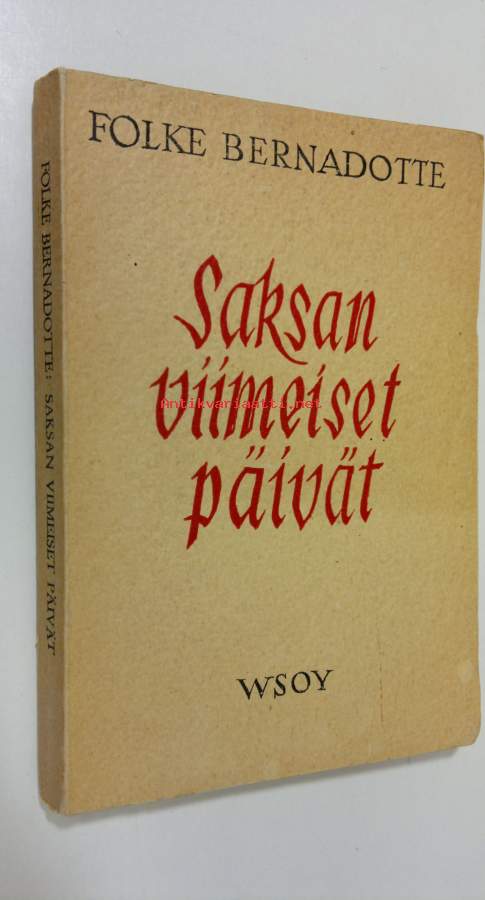 FOLKE BERNADOTTE
Saksan
viimeiset
päivät
WSOY
FOLKE BERNADOTTE: SAKSAN VIIMEISET PÄIVÄT
Antikvariaatti.net